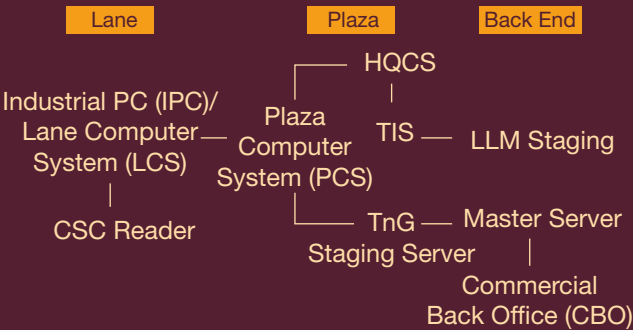 Lane
Plaza
Back End
HQCS
Industrial PC (IPC)/
Lane Computer
System (LCS)
Plaza
Computer
System (PCS)
TIS
LLM Staging
CSC Reader
TnG
Staging Server
Master Server
Commercial
Back Office (CBO)